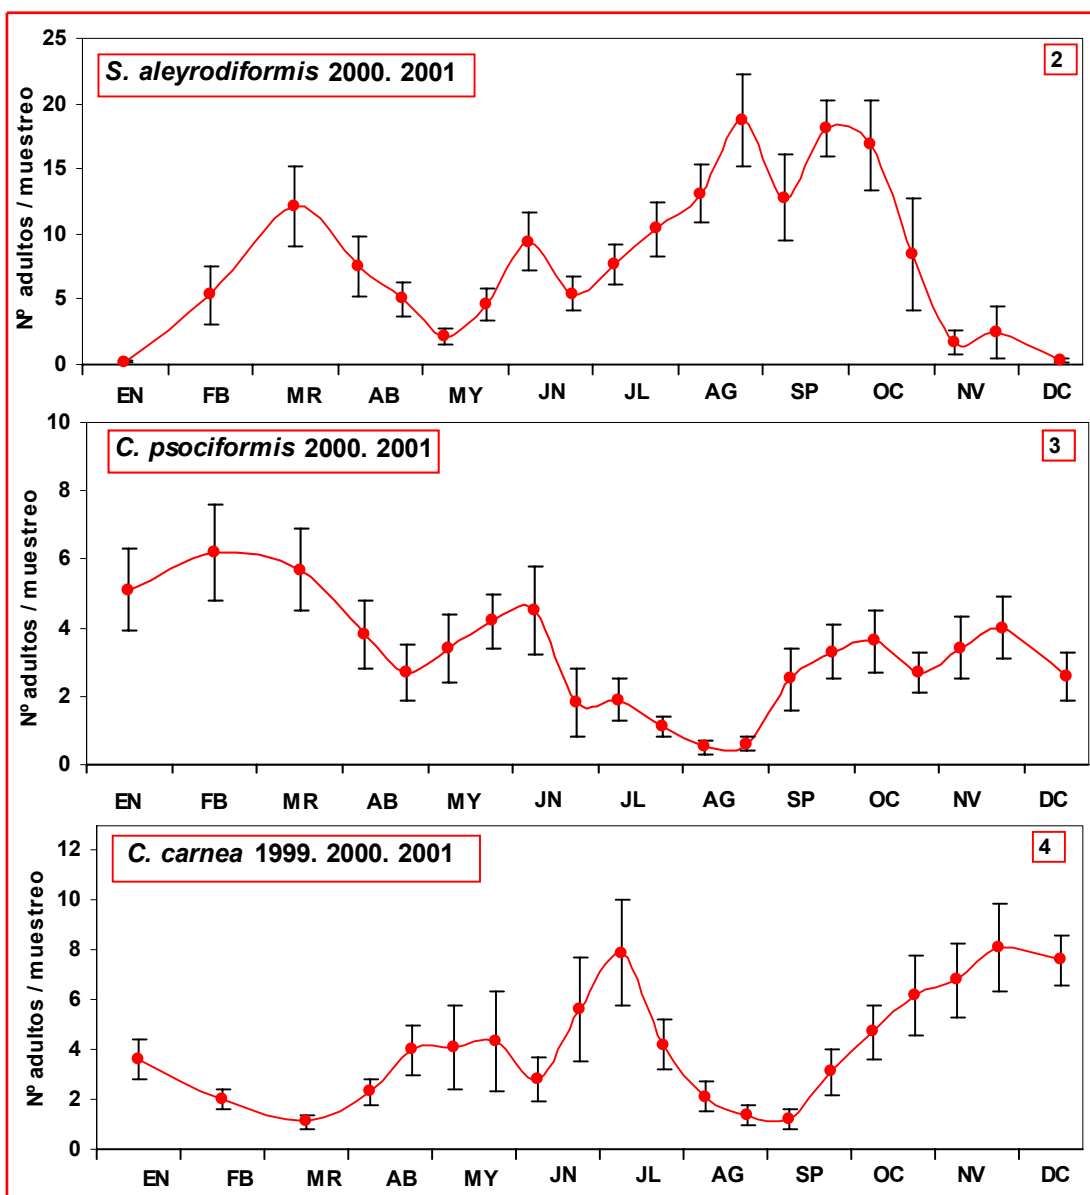 S. aleyrodiformis 2000. 2001
2
Nº adultos / muestreo
25
20
15
10
5
0
EN FB MR AB MY JN JL AG SP OC NV DC
C. psociformis 2000. 2001
3
Nº adultos / muestreo
10
8
6
4
2
0
EN FB MR AB MY JN JL AG SP OC NV DC
C. carnea 1999. 2000. 2001
4
Nº adultos / muestreo
12
10
8
6
4
2
0
EN FB MR AB MY JN JL AG SP OC NV DC